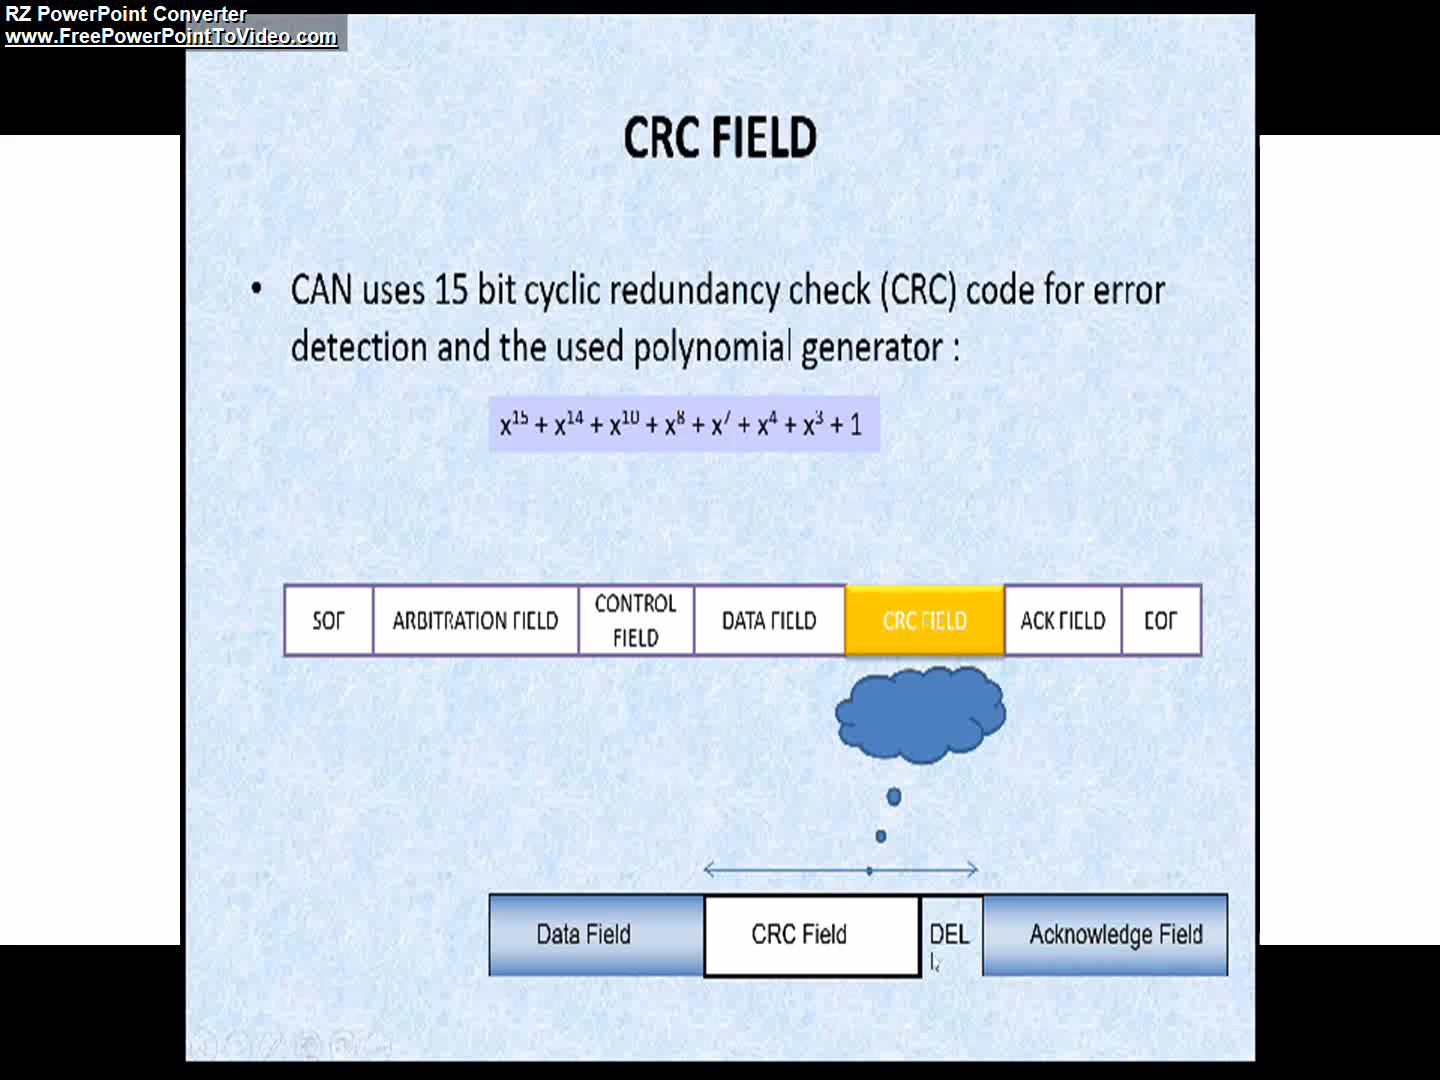 RZ PowerPoint Converter
www.FreePowerPointToVideo.com
CRC FIELD
• CAN uses 15 bit cyclic redundancy check (CRC) code for error
detection and the used polynomial generator :
x¹⁵ + x¹⁴ + x¹⁰ + x⁸ + x⁷ + x⁴ + x³ + 1
SOF
ARBITRATION FIELD
CONTROL
FIELD
DATA FIELD
CRC FIELD
ACK FIELD
EOF
Data Field
CRC Field
DEL
Acknowledge Field